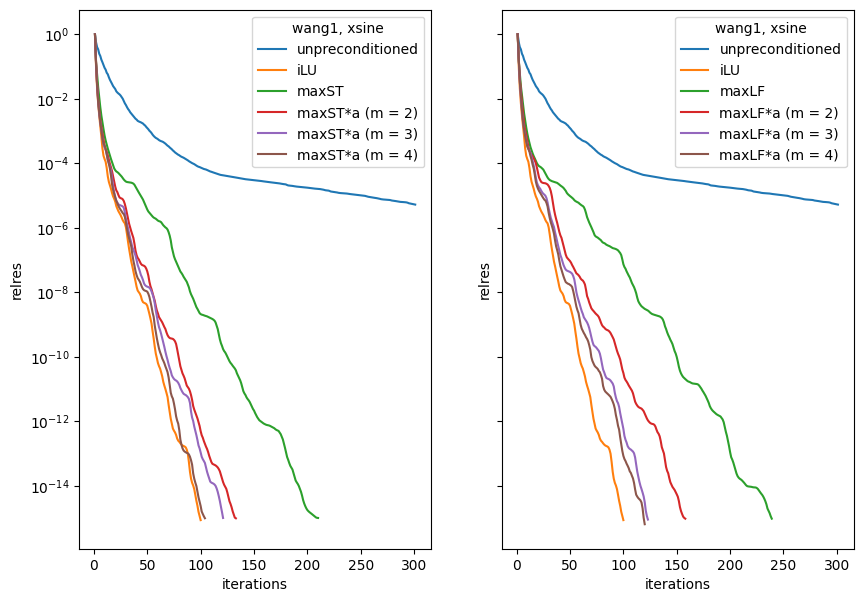 wang1, xsine
unpreconditioned
iLU
maxST
maxST*a (m = 2)
maxST*a (m = 3)
maxST*a (m = 4)
10⁰
10⁻²
10⁻⁴
10⁻⁶
10⁻⁸
10⁻¹⁰
10⁻¹²
10⁻¹⁴
relres
0 50 100 150 200 250 300
iterations
wang1, xsine
unpreconditioned
iLU
maxLF
maxLF*a (m = 2)
maxLF*a (m = 3)
maxLF*a (m = 4)
relres
0 50 100 150 200 250 300
iterations